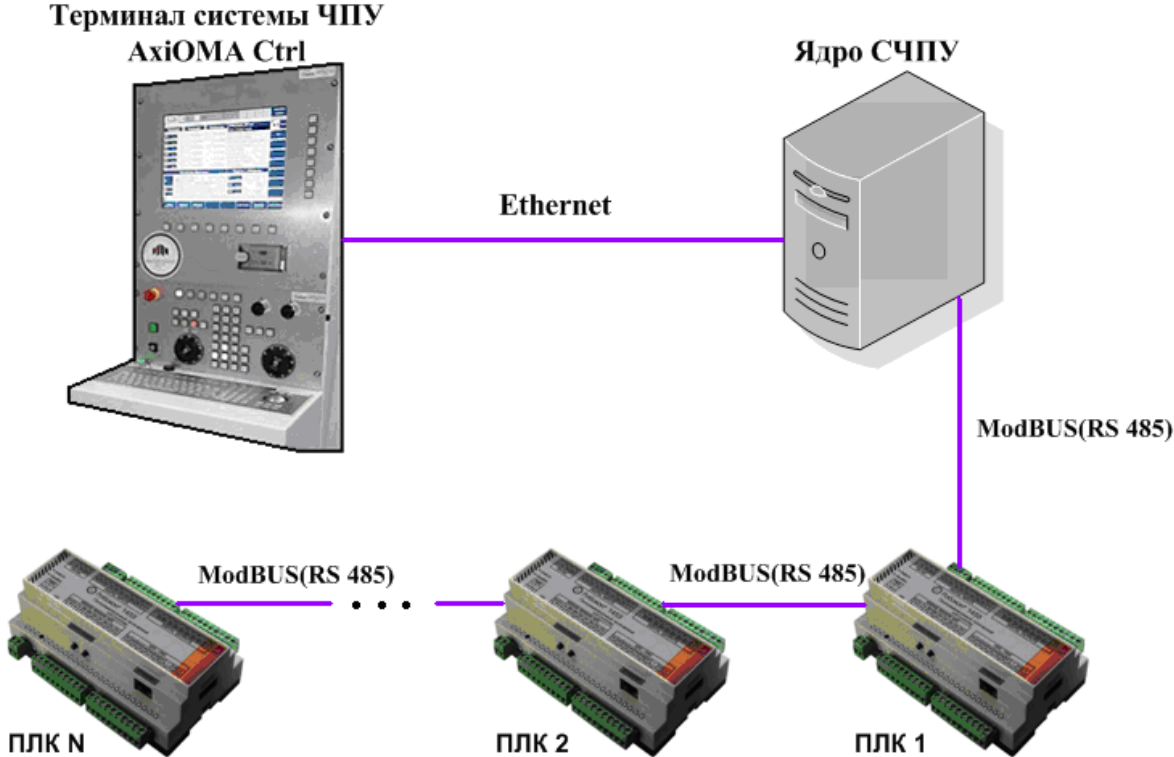 Терминал системы ЧПУ
AxiOMA Ctrl
Ядро СЧПУ
Ethernet
ModBUS(RS 485)
ModBUS(RS 485)
• • •
ModBUS(RS 485)
ПЛК N
ПЛК 2
ПЛК 1